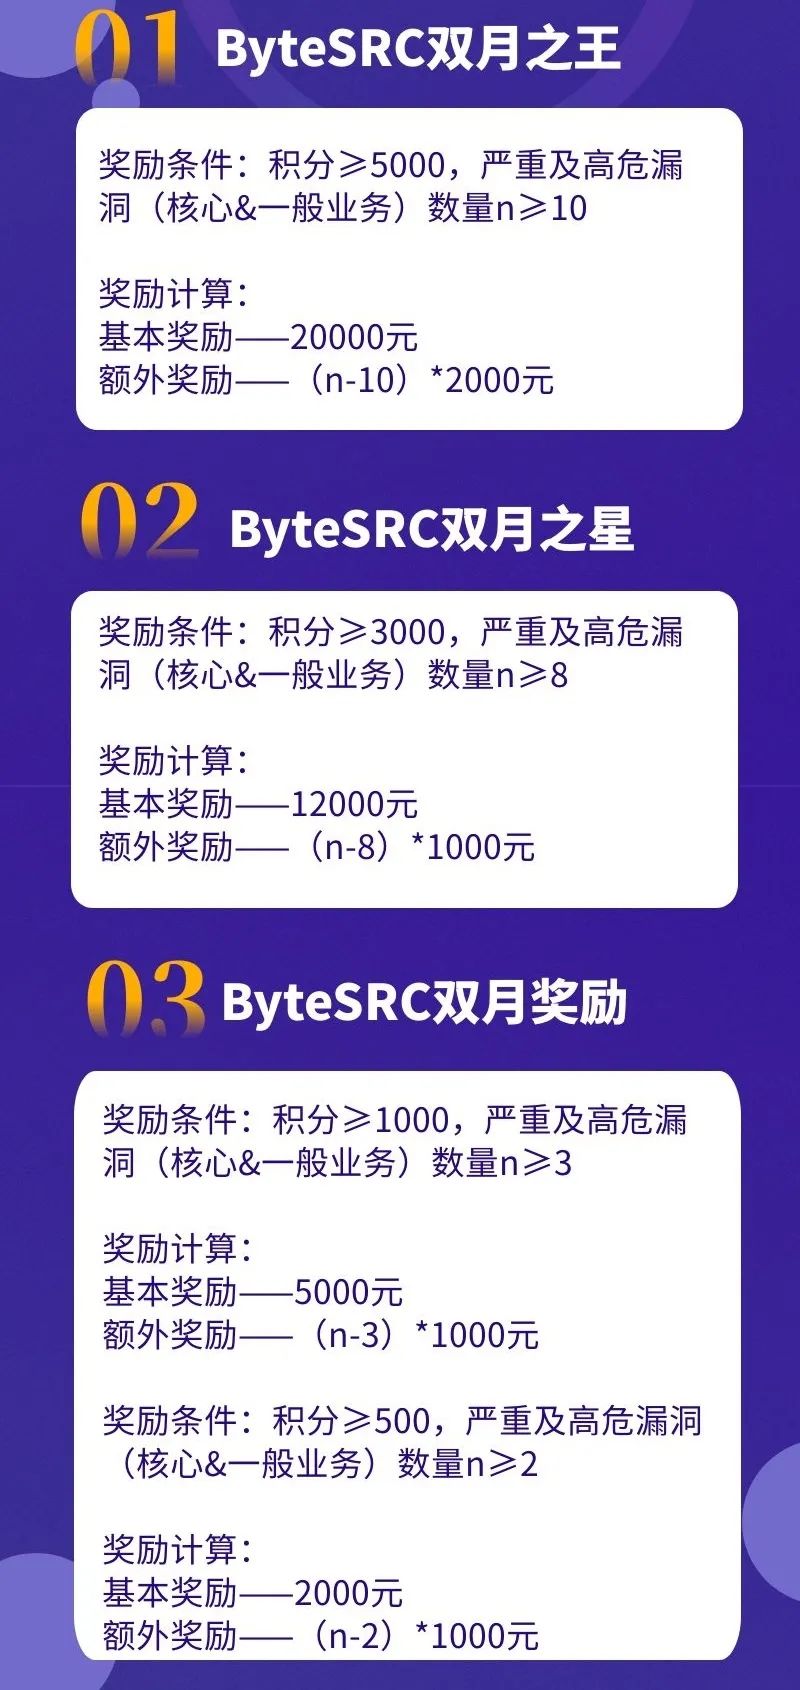 01 ByteSRC双月之王
奖励条件：积分≥5000，严重及高危漏
洞（核心&一般业务）数量n≥10
奖励计算：
基本奖励——20000元
额外奖励——（n-10）*2000元
02 ByteSRC双月之星
奖励条件：积分≥3000，严重及高危漏
洞（核心&一般业务）数量n≥8
奖励计算：
基本奖励——12000元
额外奖励——（n-8）*1000元
03 ByteSRC双月奖励
奖励条件：积分≥1000，严重及高危漏
洞（核心&一般业务）数量n≥3
奖励计算：
基本奖励——5000元
额外奖励——（n-3）*1000元
奖励条件：积分≥500，严重及高危漏洞
（核心&一般业务）数量n≥2
奖励计算：
基本奖励——2000元
额外奖励——（n-2）*1000元